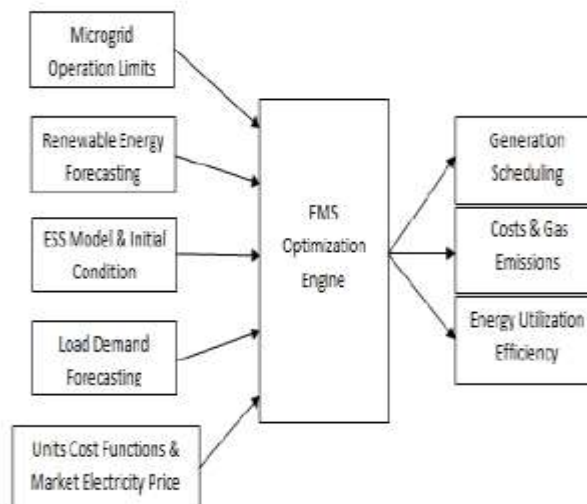 Microgrid
Operation Limits
Renewable Energy
Forecasting
ESS Model & Initial
Condition
Load Demand
Forecasting
Units Cost Functions &
Market Electricity Price
EMS
Optimization
Engine
Generation
Scheduling
Costs & Gas
Emissions
Energy Utilization
Efficiency